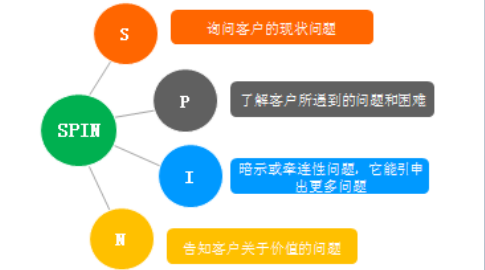 S
询问客户的现状问题
P
了解客户所遇到的问题和困难
SPIN
I
暗示或牵连性问题，它能引申
出更多问题
N
告知客户关于价值的问题